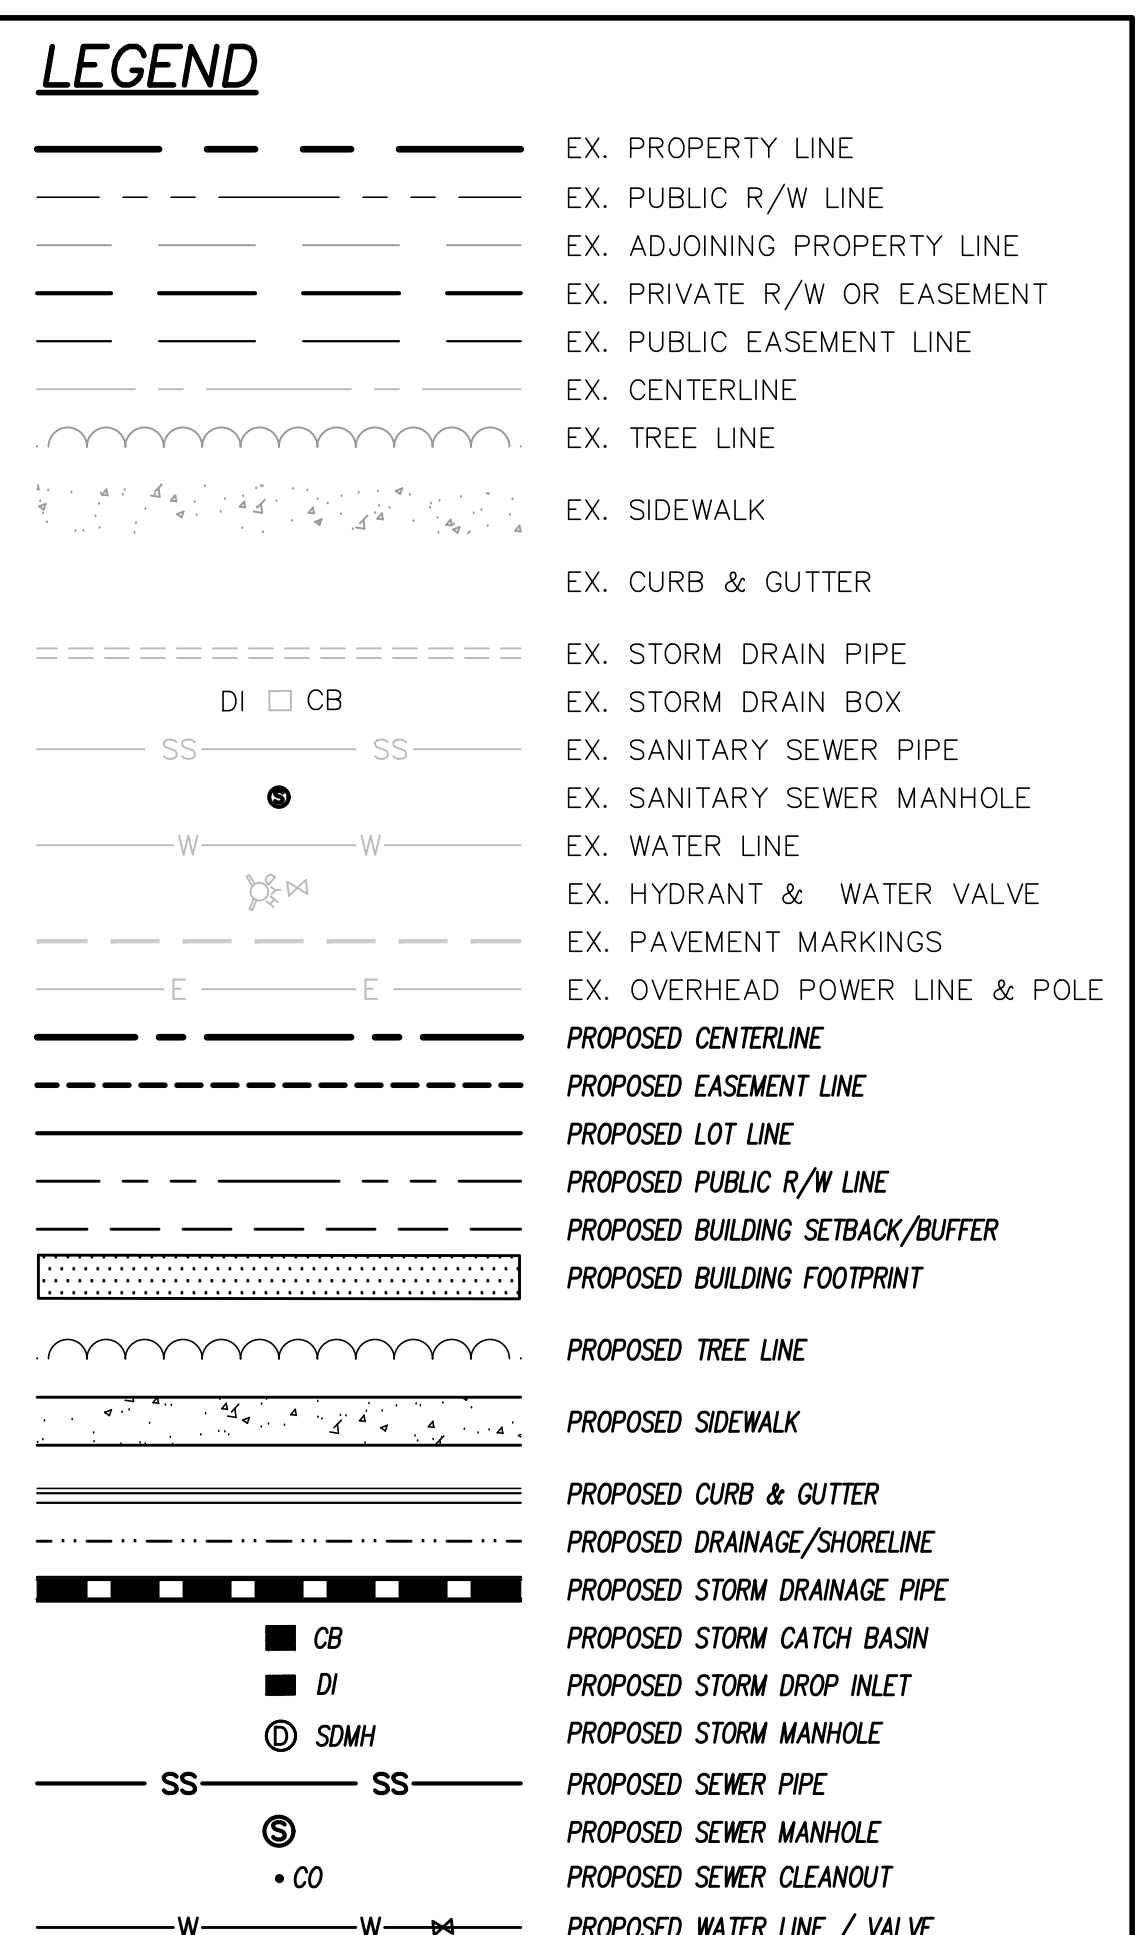 LEGEND
EX. PROPERTY LINE
EX. PUBLIC R/W LINE
EX. ADJOINING PROPERTY LINE
EX. PRIVATE R/W OR EASEMENT
EX. PUBLIC EASEMENT LINE
EX. CENTERLINE
EX. TREE LINE
EX. SIDEWALK
EX. CURB & GUTTER
EX. STORM DRAIN PIPE
DI CB EX. STORM DRAIN BOX
SS SS EX. SANITARY SEWER PIPE
S EX. SANITARY SEWER MANHOLE
W W EX. WATER LINE
EX. HYDRANT & WATER VALVE
EX. PAVEMENT MARKINGS
E E EX. OVERHEAD POWER LINE & POLE
PROPOSED CENTERLINE
PROPOSED EASEMENT LINE
PROPOSED LOT LINE
PROPOSED PUBLIC R/W LINE
PROPOSED BUILDING SETBACK/BUFFER
PROPOSED BUILDING FOOTPRINT
PROPOSED TREE LINE
PROPOSED SIDEWALK
PROPOSED CURB & GUTTER
PROPOSED DRAINAGE/SHORELINE
PROPOSED STORM DRAINAGE PIPE
CB PROPOSED STORM CATCH BASIN
DI PROPOSED STORM DROP INLET
D SDMH PROPOSED STORM MANHOLE
SS SS PROPOSED SEWER PIPE
S PROPOSED SEWER MANHOLE
CO PROPOSED SEWER CLEANOUT
W W PROPOSED WATER LINE / VALVE